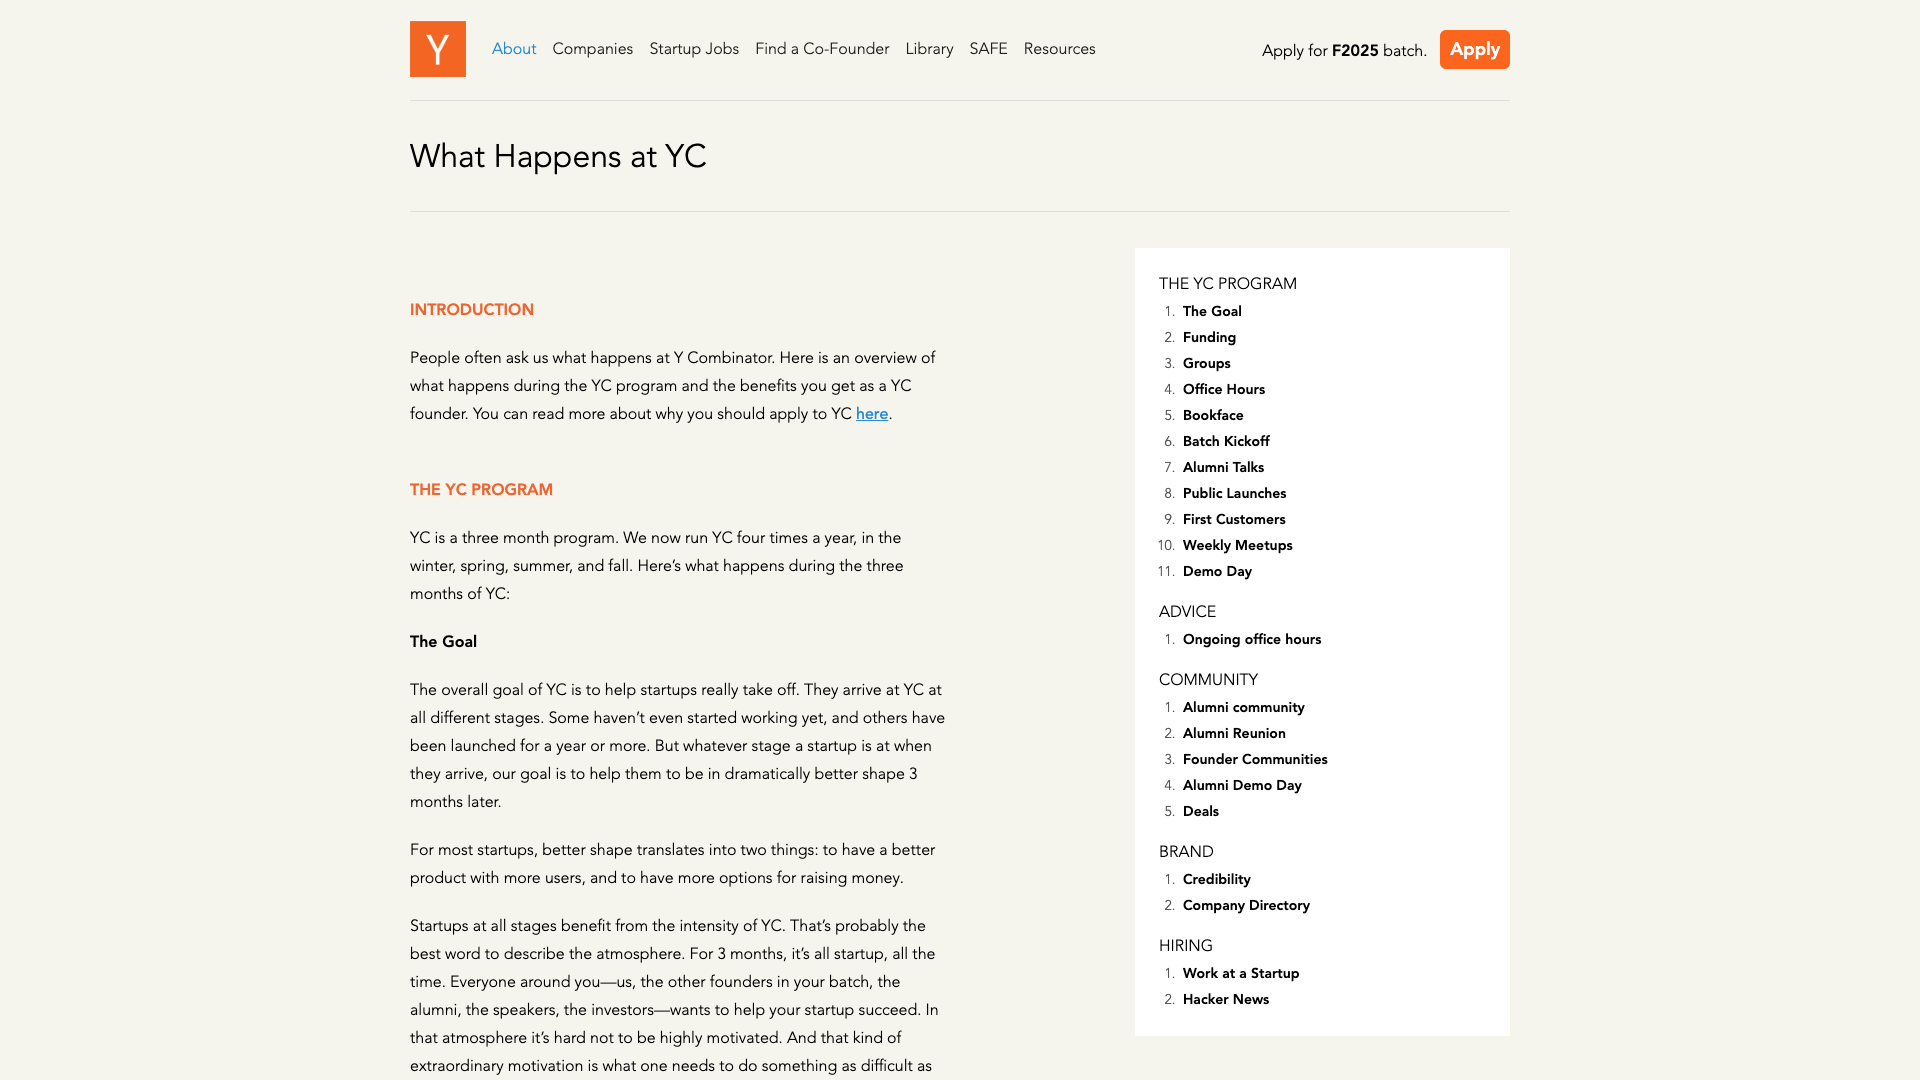 Y
About Companies Startup Jobs Find a Co-Founder Library SAFE Resources
Apply for F2025 batch. Apply
What Happens at YC
INTRODUCTION
People often ask us what happens at Y Combinator. Here is an overview of
what happens during the YC program and the benefits you get as a YC
founder. You can read more about why you should apply to YC here.
THE YC PROGRAM
YC is a three month program. We now run YC four times a year, in the
winter, spring, summer, and fall. Here’s what happens during the three
months of YC:
The Goal
The overall goal of YC is to help startups really take off. They arrive at YC at
all different stages. Some haven’t even started working yet, and others have
been launched for a year or more. But whatever stage a startup is at when
they arrive, our goal is to help them to be in dramatically better shape 3
months later.
For most startups, better shape translates into two things: to have a better
product with more users, and to have more options for raising money.
Startups at all stages benefit from the intensity of YC. That’s probably the
best word to describe the atmosphere. For 3 months, it’s all startup, all the
time. Everyone around you—us, the other founders in your batch, the
alumni, the speakers, the investors—wants to help your startup succeed. In
that atmosphere it’s hard not to be highly motivated. And that kind of
extraordinary motivation is what one needs to do something as difficult as
THE YC PROGRAM
1. The Goal
2. Funding
3. Groups
4. Office Hours
5. Bookface
6. Batch Kickoff
7. Alumni Talks
8. Public Launches
9. First Customers
10. Weekly Meetups
11. Demo Day
ADVICE
1. Ongoing office hours
COMMUNITY
1. Alumni community
2. Alumni Reunion
3. Founder Communities
4. Alumni Demo Day
5. Deals
BRAND
1. Credibility
2. Company Directory
HIRING
1. Work at a Startup
2. Hacker News